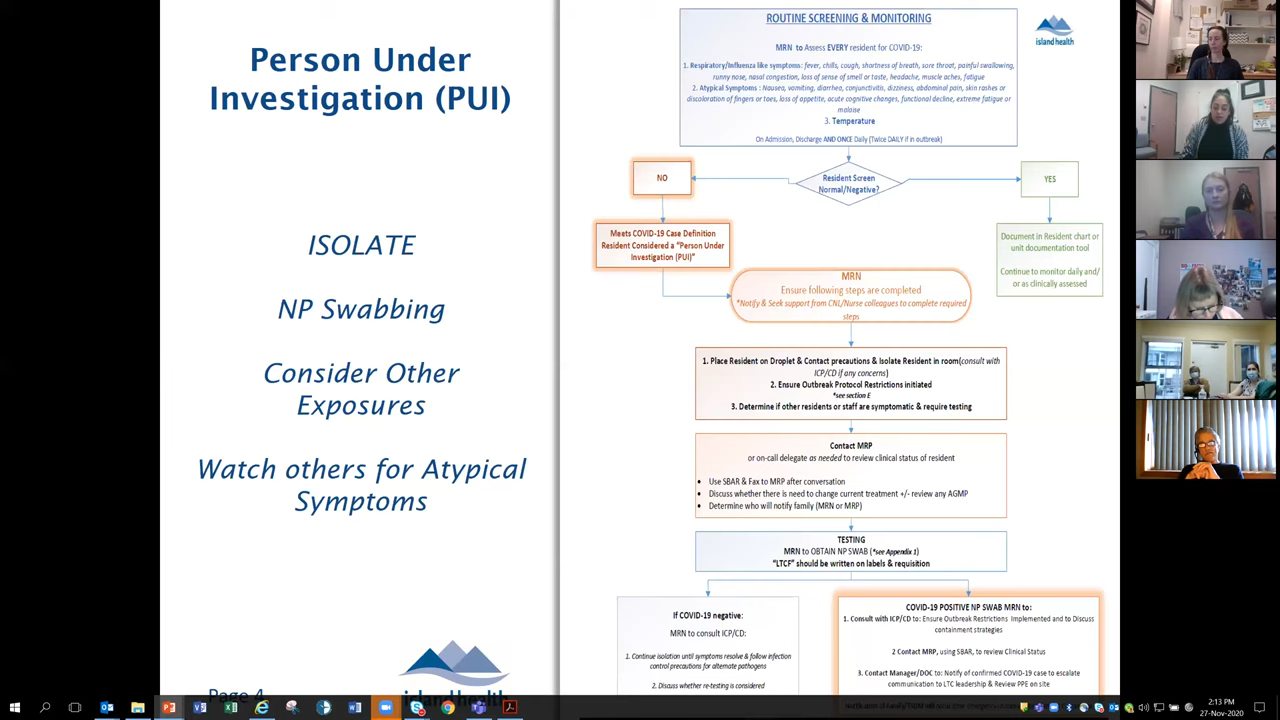 Person Under
Investigation (PUI)
ISOLATE
NP Swabbing
Consider Other
Exposures
Watch others for Atypical
Symptoms
Page 4
island health
ROUTINE SCREENING & MONITORING
island health
MRN to Assess EVERY resident for COVID-19:
1. Respiratory/Influenza like symptoms: fever, chills, cough, shortness of breath, sore throat, painful swallowing,
runny nose, nasal congestion, loss of sense of smell or taste, headache, muscle aches, fatigue
2. Atypical Symptoms : Nausea, vomiting, diarrhea, conjunctivitis, dizziness, abdominal pain, skin rashes or
discoloration of fingers or toes, loss of appetite, acute cognitive changes, functional decline, extreme fatigue or
malaise
3. Temperature
On Admission, Discharge AND ONCE Daily (Twice DAILY if in outbreak)
NO
Resident Screen
Normal/Negative?
YES
Meets COVID-19 Case Definition
Resident Considered a "Person Under
Investigation (PUI)"
Document in Resident chart or
unit documentation tool
Continue to monitor daily and/
or as clinically assessed
MRN
Ensure following steps are completed
*Notify & Seek support from CNL/Nurse colleagues to complete required
steps
1. Place Resident on Droplet & Contact precautions & Isolate Resident in room(consult with
ICP/CD if any concerns)
2. Ensure Outbreak Protocol Restrictions initiated
*see section E
3. Determine if other residents or staff are symptomatic & require testing
Contact MRP
or on-call delegate as needed to review clinical status of resident
• Use SBAR & Fax to MRP after conversation
• Discuss whether there is need to change current treatment +/- review any AGMP
• Determine who will notify family (MRN or MRP)
TESTING
MRN to OBTAIN NP SWAB (*see Appendix 1)
"LTCF" should be written on labels & requisition
If COVID-19 negative:
MRN to consult ICP/CD:
1. Continue isolation until symptoms resolve & follow infection
control precautions for alternate pathogens
2. Discuss whether re-testing is considered
COVID-19 POSITIVE NP SWAB MRN to:
1. Consult with ICP/CD to: Ensure Outbreak Restrictions Implemented and to Discuss
containment strategies
2 Contact MRP, using SBAR, to review Clinical Status
3. Contact Manager/DOC to: Notify of confirmed COVID-19 case to escalate
communication to LTC leadership & Review PPE on site
2:13 PM
27-Nov-2020